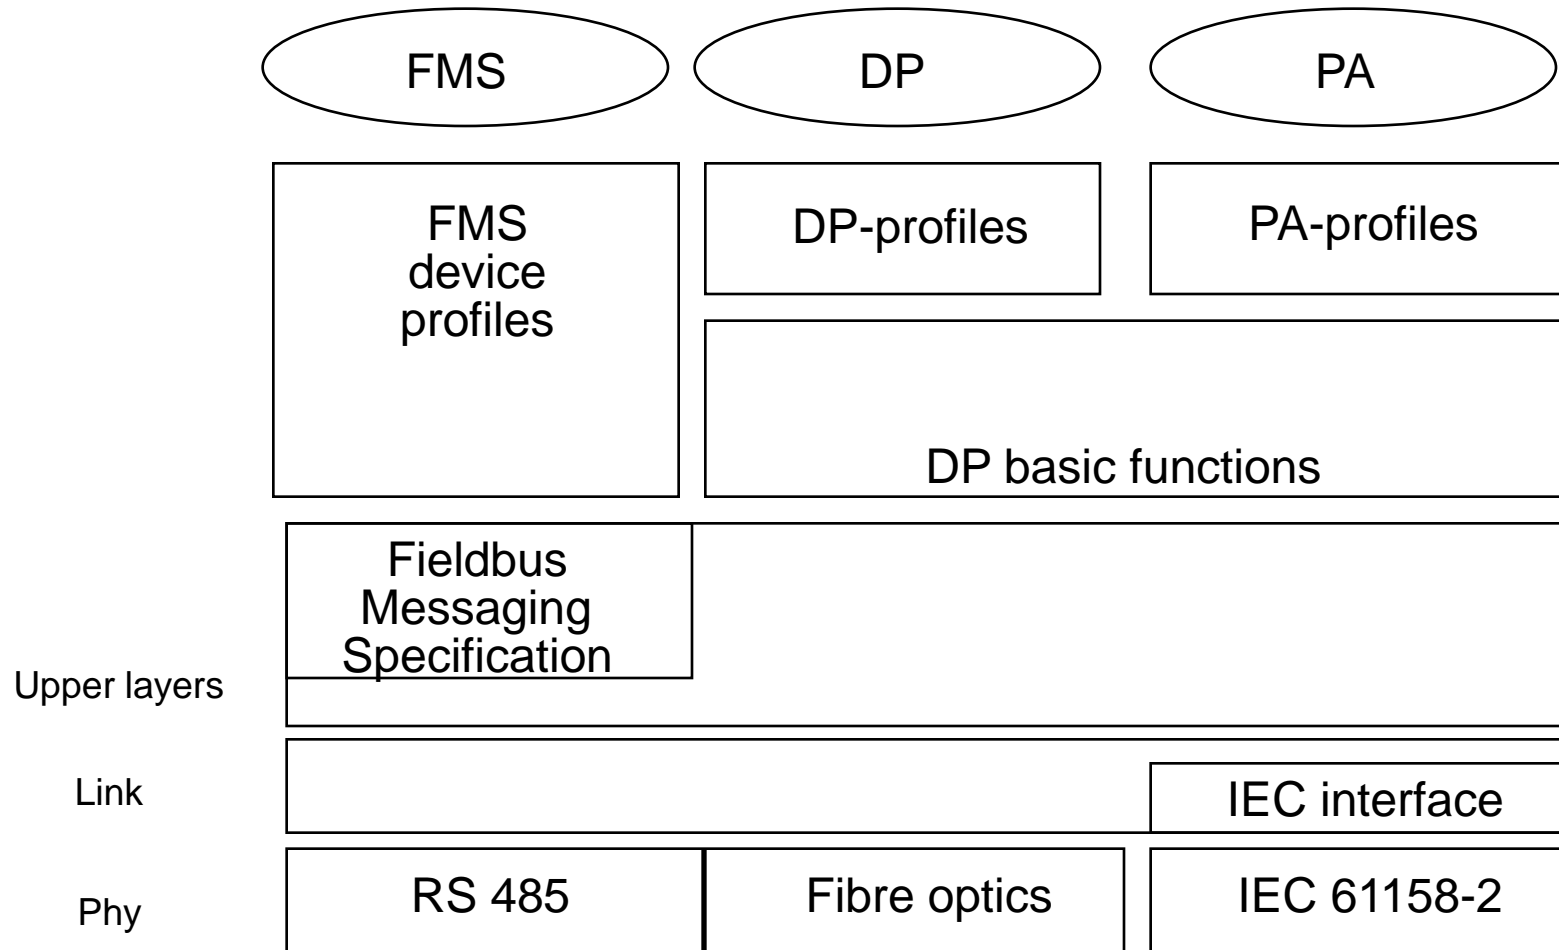 FMS
DP
PA
FMS
device
profiles
DP-profiles
PA-profiles
DP basic functions
Fieldbus
Messaging
Specification
Upper layers
Link
IEC interface
Phy
RS 485
Fibre optics
IEC 61158-2